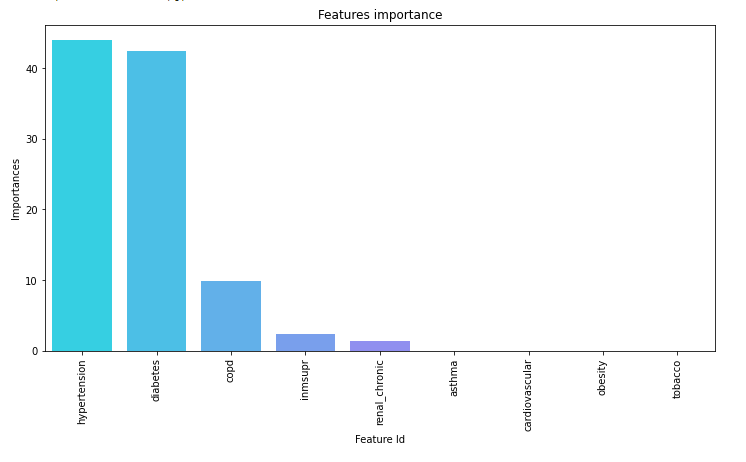 Features importance
40
30
20
10
0
Importances
hypertension
diabetes
copd
inmsupr
renal_chronic
asthma
cardiovascular
obesity
tobacco
Feature Id